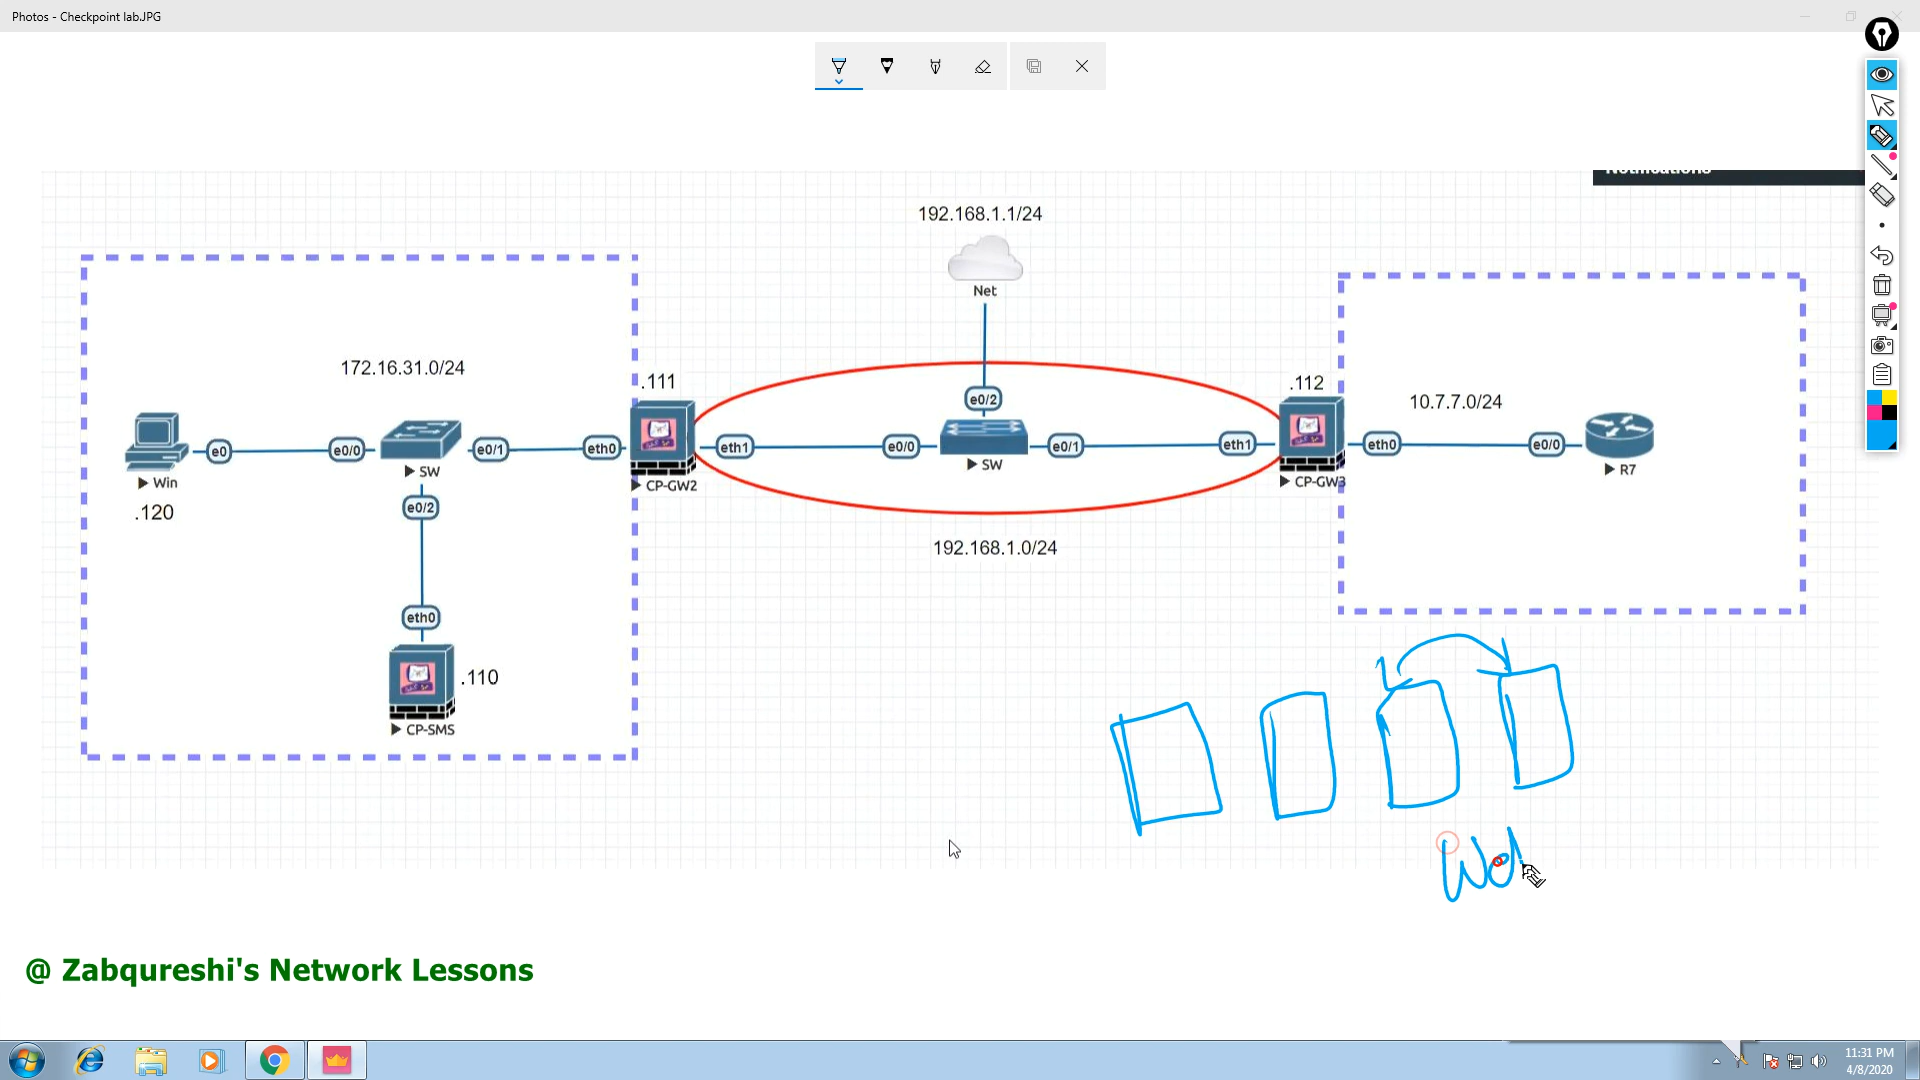 Photos - Checkpoint lab.JPG
192.168.1.1/24
Net
172.16.31.0/24
.111
.112
10.7.7.0/24
e0/2
e0
e0/0
e0/1
eth0
eth1
e0/0
e0/1
eth1
eth0
e0/0
SW
SW
R7
Win
CP-GW2
CP-GW3
.120
e0/2
192.168.1.0/24
eth0
.110
CP-SMS
@ Zabqureshi's Network Lessons
11:31 PM
4/8/2020